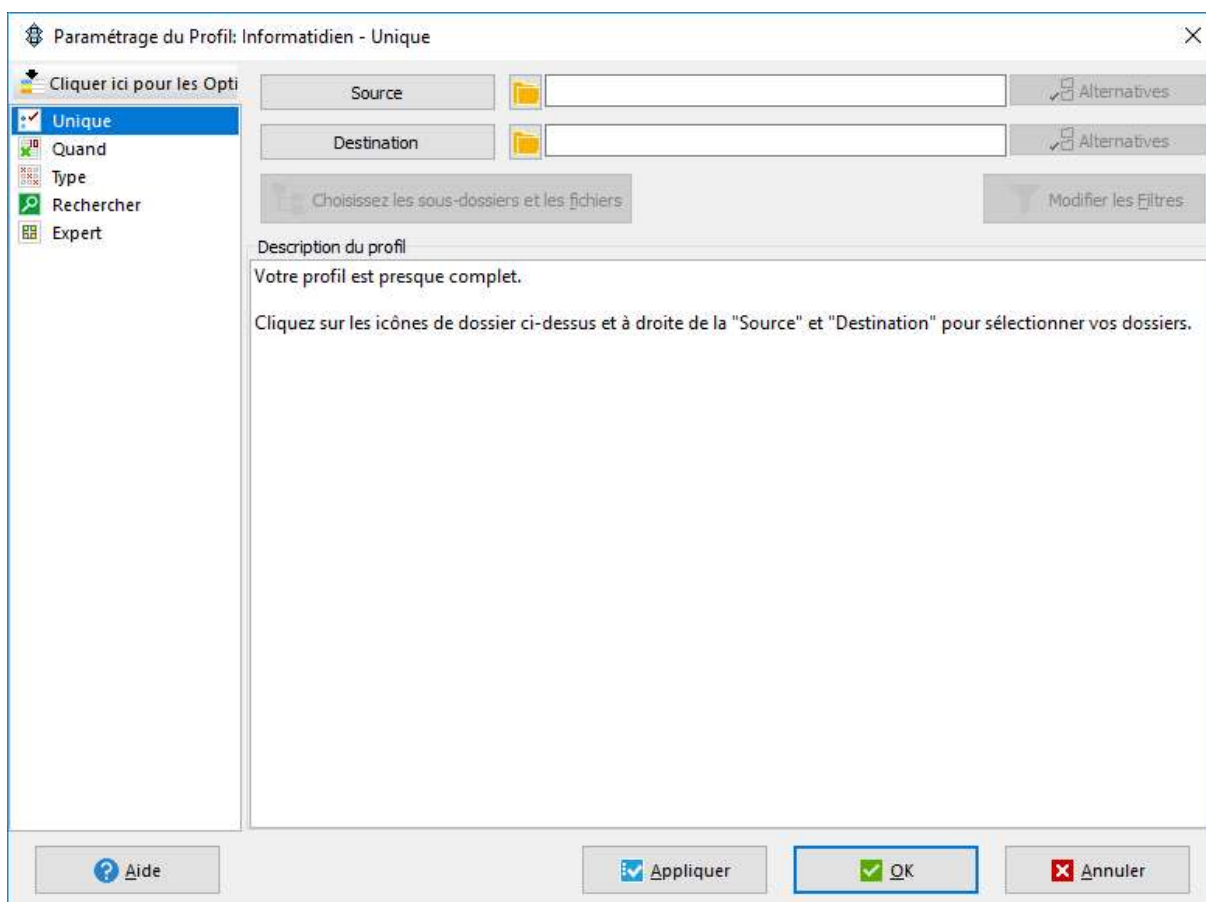 Paramétrage du Profil: Informatidien - Unique
Cliquer ici pour les Opti
Unique
Quand
Type
Rechercher
Expert
Source
Alternatives
Destination
Alternatives
Choisissez les sous-dossiers et les fichiers
Modifier les Filtres
Description du profil
Votre profil est presque complet.
Cliquez sur les icônes de dossier ci-dessus et à droite de la "Source" et "Destination" pour sélectionner vos dossiers.
Aide
Appliquer
OK
Annuler